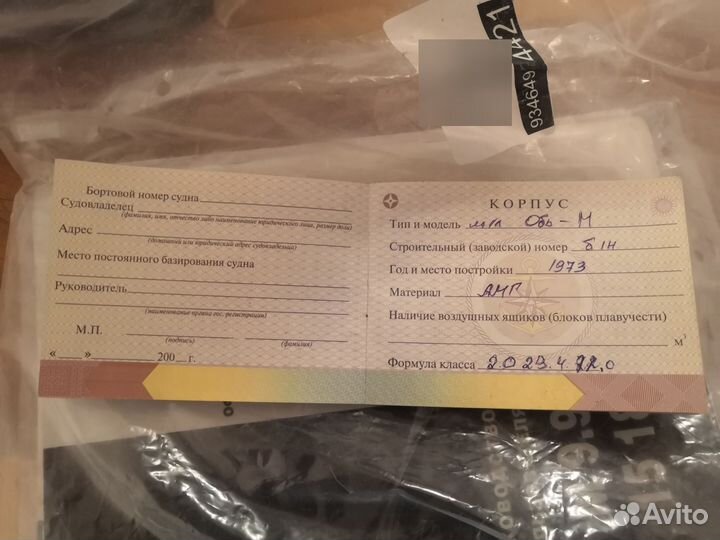 934649 4421
Бортовой номер судна
Судовладелец
(фамилия, имя, отчество либо наименование юридического лица, размер доли)
Адрес
(домашний или юридический адрес судовладельца)
Место постоянного базирования судна
Руководитель
(наименование органа гос. регистрации)
М.П.
(подпись) (фамилия)
« » 200 г.
КОРПУС
Тип и модель м/л Обь-М
Строительный (заводской) номер б/н
Год и место постройки 1973
Материал АМГ
Наличие воздушных ящиков (блоков плавучести)
м³
Формула класса
Avito